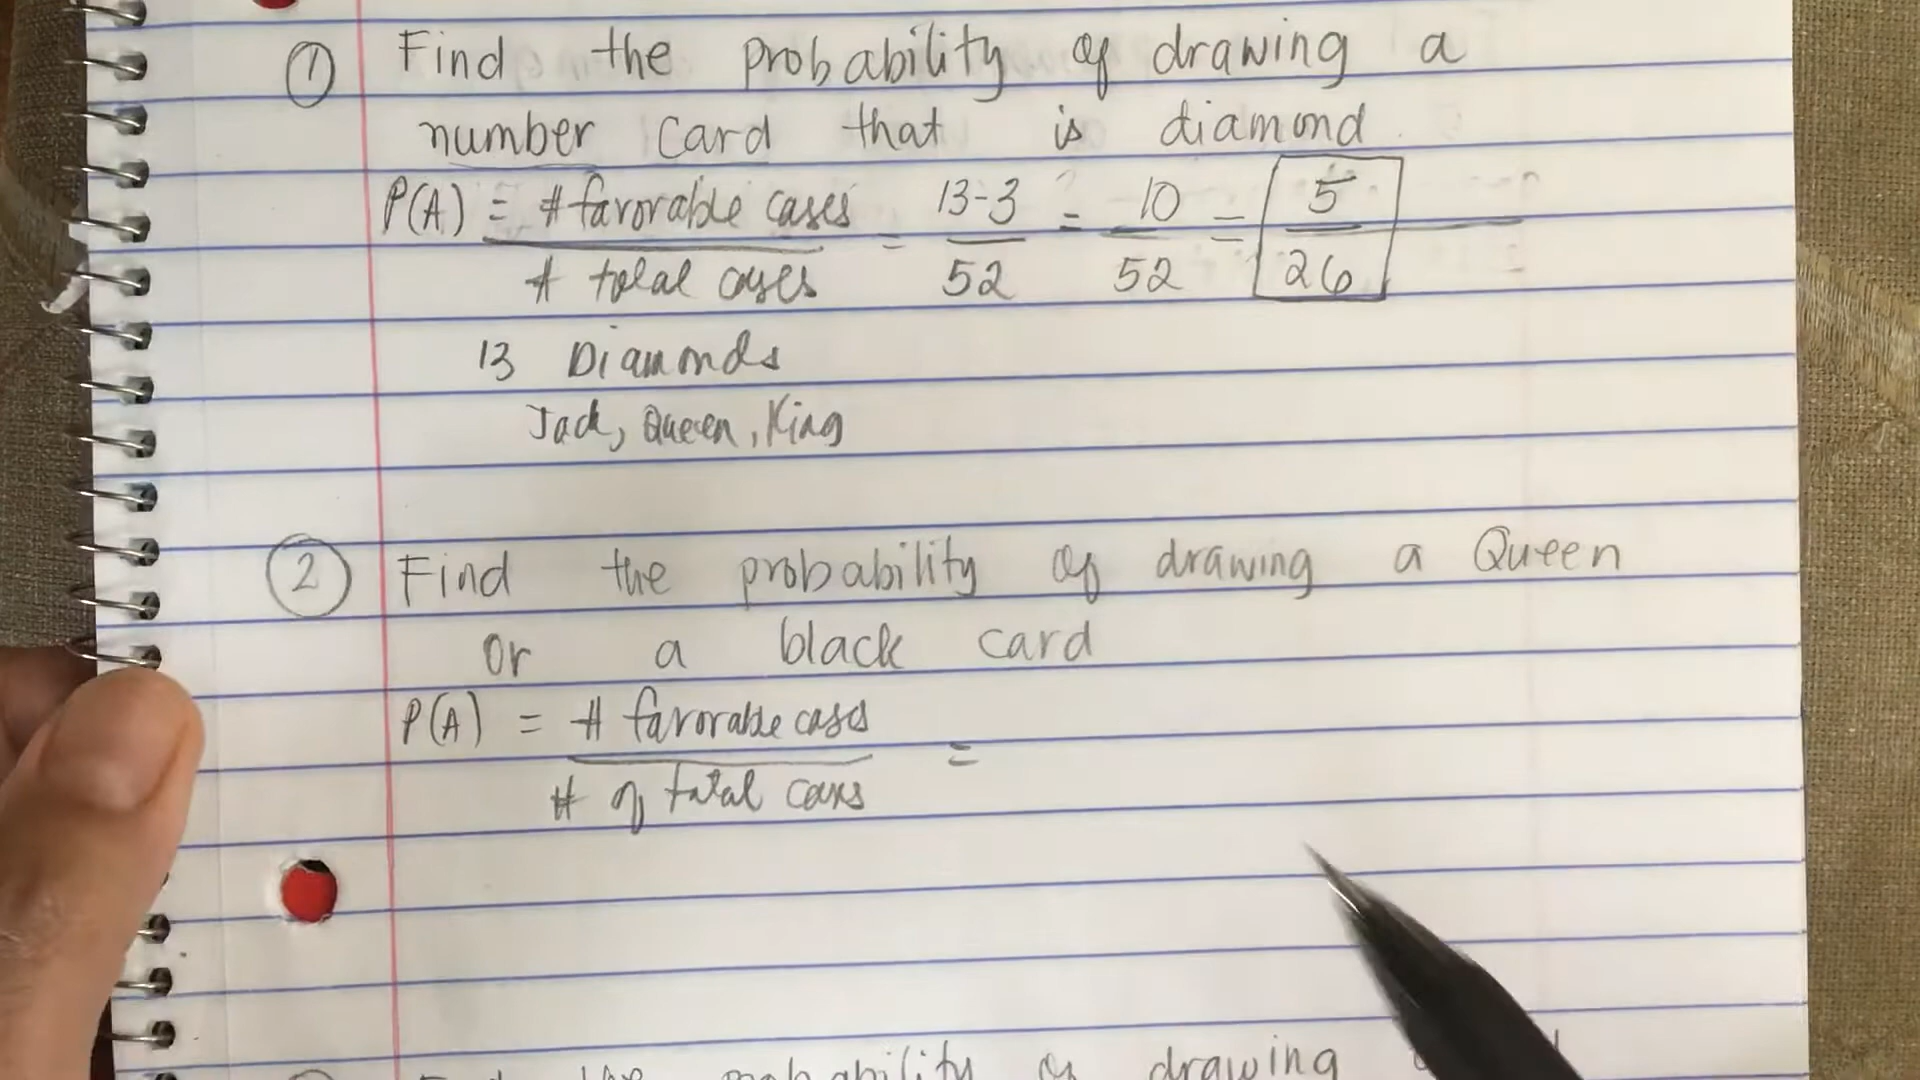 ① Find the probability of drawing a
number card that is diamond
P(A) = # favorable cases / # total cases = 13-3 / 52 = 10 / 52 = 5 / 26
13 Diamonds
Jack, Queen, King
② Find the probability of drawing a Queen
or a black card
P(A) = # favorable cases / # of total cases =
probability of drawing